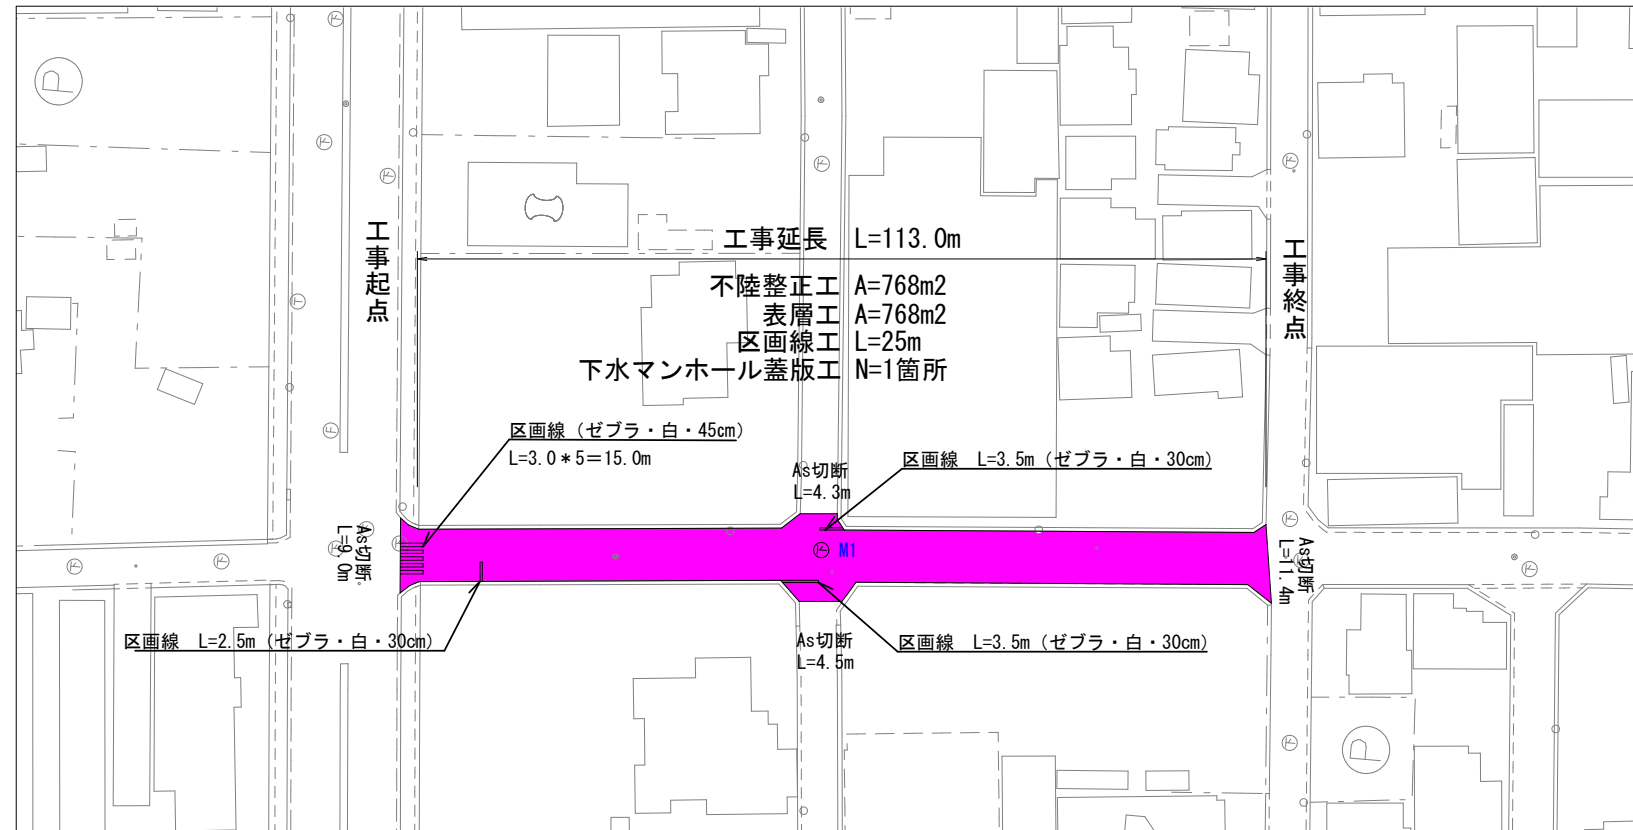 工事延長 L=113.0m
工事起点
工事終点
不陸整正工 A=768m2
表層工 A=768m2
区画線工 L=25m
下水マンホール蓋版工 N=1箇所
区画線（ゼブラ・白・45cm）
L=3.0*5=15.0m
As切断
L=4.3m
区画線 L=3.5m（ゼブラ・白・30cm）
As切断
L=9.0m
M1
As切断
L=11.4m
区画線 L=2.5m（ゼブラ・白・30cm）
As切断
L=4.5m
区画線 L=3.5m（ゼブラ・白・30cm）
P
P